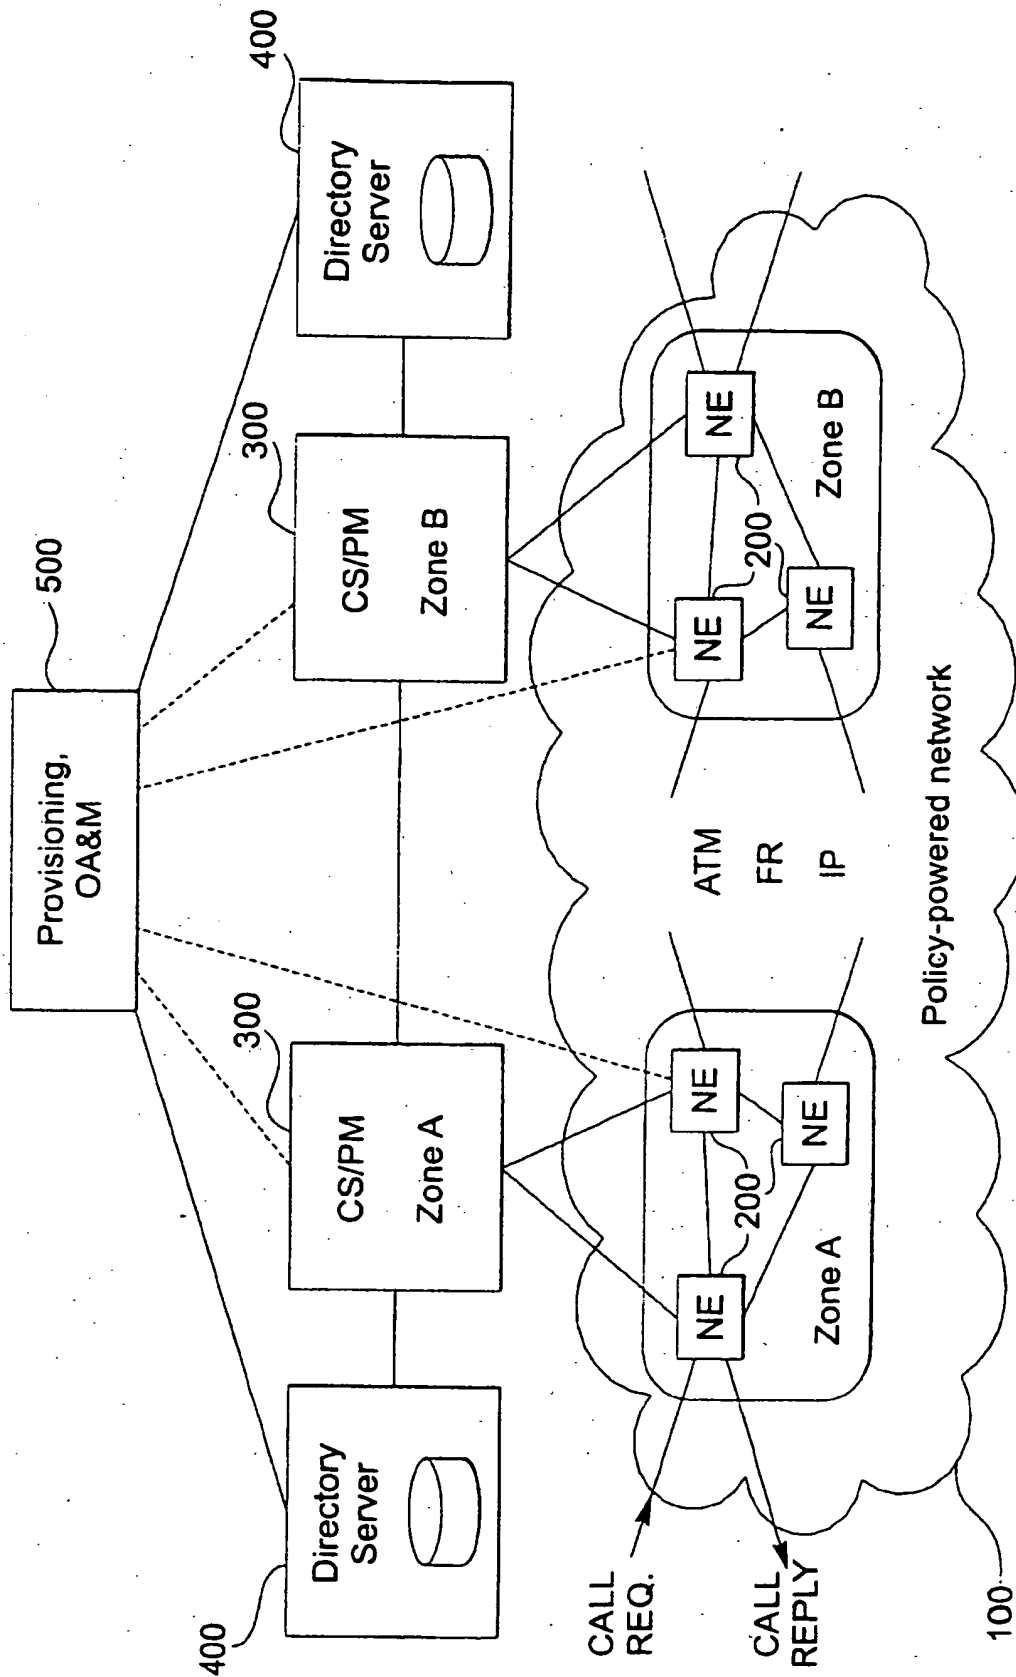 500
Provisioning,
OA&M
400
Directory
Server
300
CS/PM
Zone A
300
CS/PM
Zone B
400
Directory
Server
CALL
REQ.
CALL
REPLY
NE
NE
NE
200
Zone A
ATM
FR
IP
NE
NE
NE
200
Zone B
Policy-powered network
100